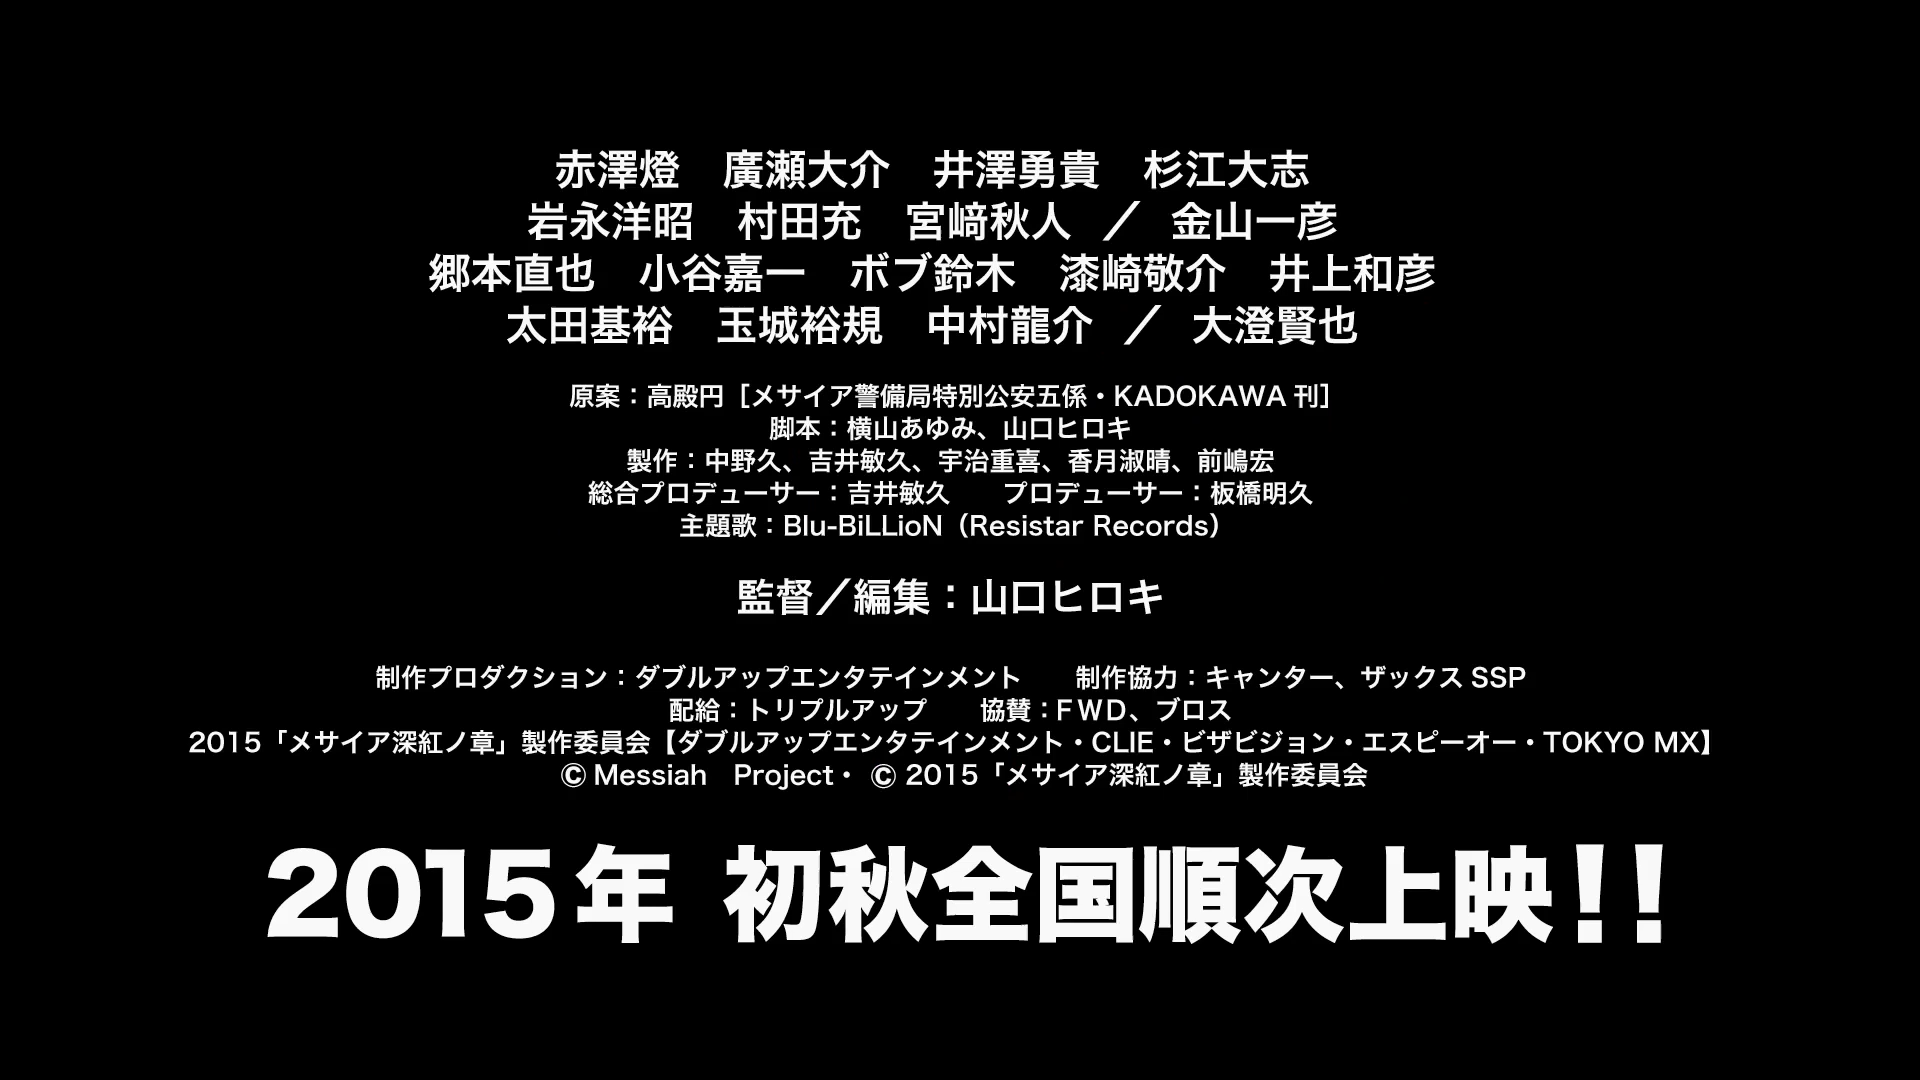 赤澤燈　廣瀬大介　井澤勇貴　杉江大志
岩永洋昭　村田充　宮﨑秋人　／　金山一彦
郷本直也　小谷嘉一　ボブ鈴木　漆崎敬介　井上和彦
太田基裕　玉城裕規　中村龍介　／　大澄賢也
原案：高殿円［メサイア警備局特別公安五係・KADOKAWA 刊］
脚本：横山あゆみ、山口ヒロキ
製作：中野久、吉井敏久、宇治重喜、香月淑晴、前嶋宏
総合プロデューサー：吉井敏久　　プロデューサー：板橋明久
主題歌：Blu-BiLLioN（Resistar Records）
監督／編集：山口ヒロキ
制作プロダクション：ダブルアップエンタテインメント　　制作協力：キャンター、ザックス SSP
配給：トリプルアップ　　協賛：ＦＷＤ、ブロス
2015「メサイア深紅ノ章」製作委員会【ダブルアップエンタテインメント・CLIE・ビザビジョン・エスピーオー・TOKYO MX】
© Messiah　Project・ © 2015「メサイア深紅ノ章」製作委員会
2015年 初秋全国順次上映！！